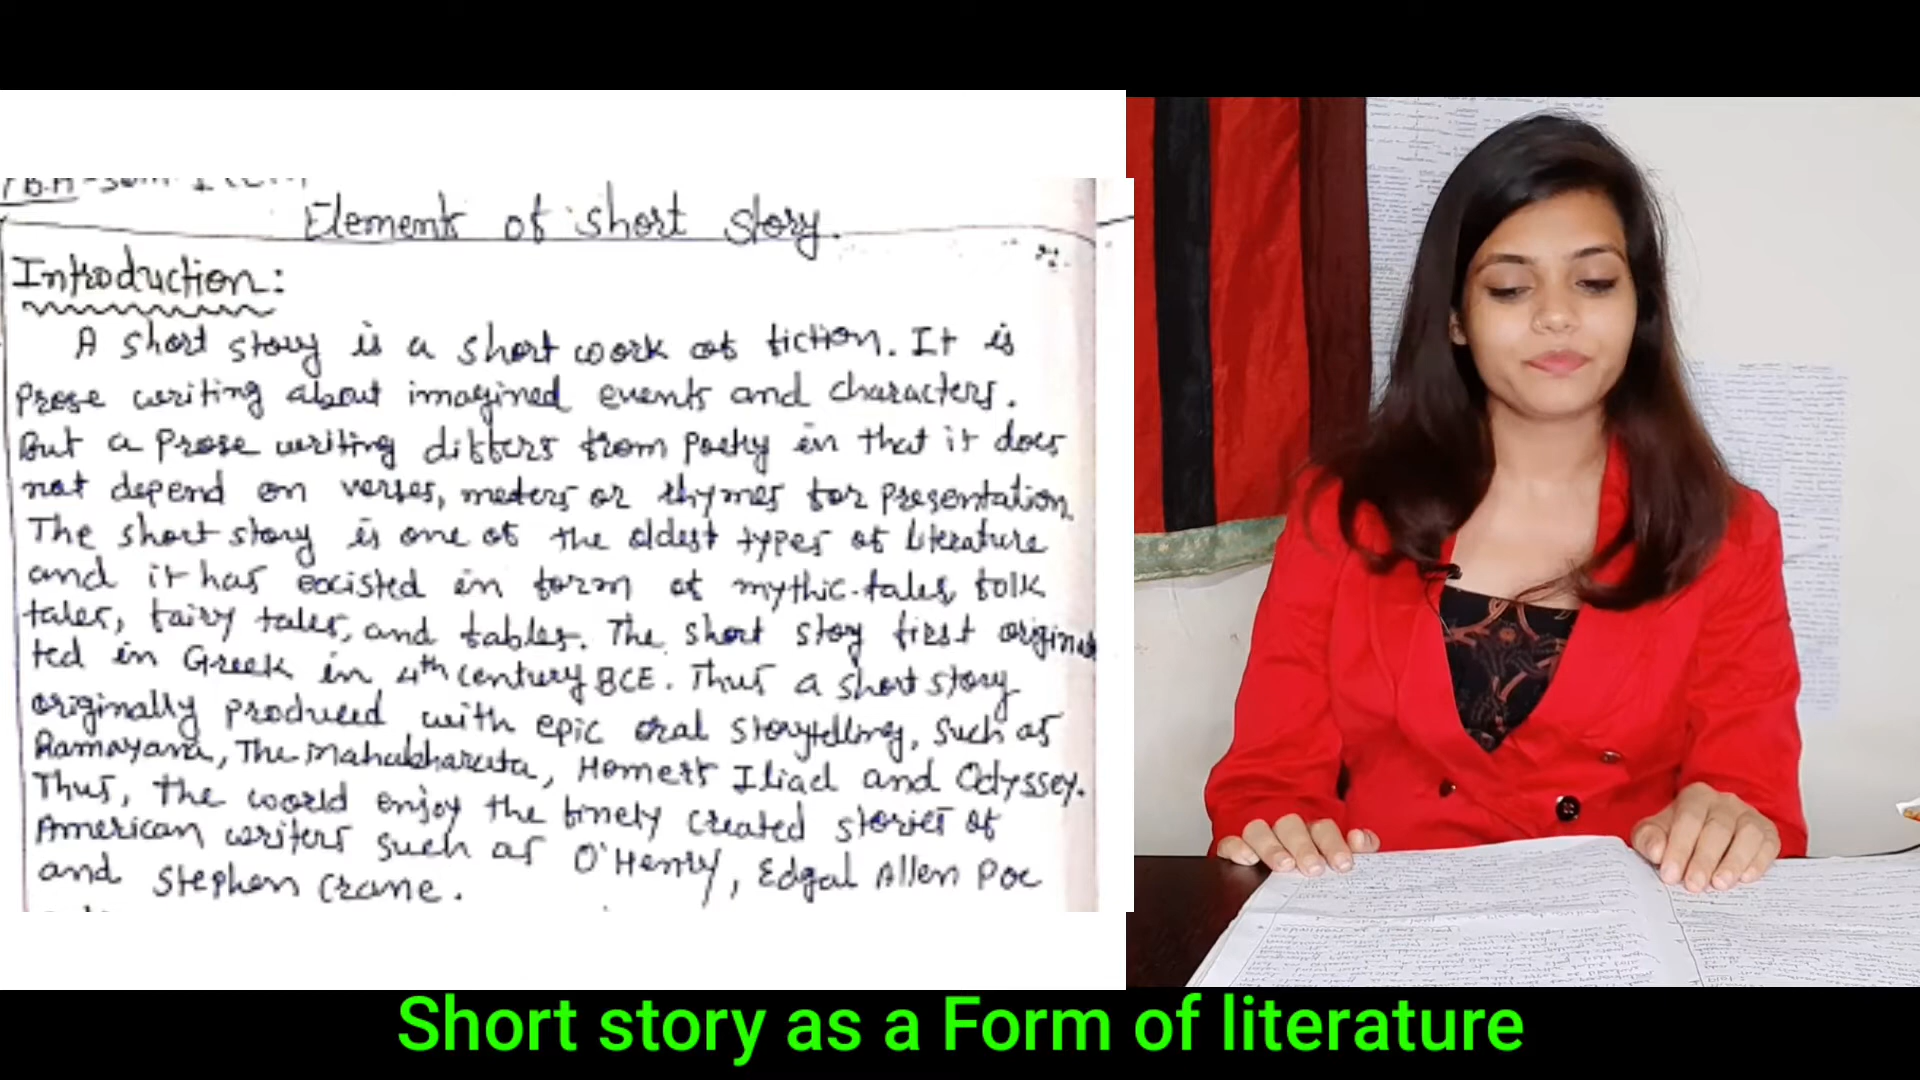 Elements of short story.
Introduction:
A short story is a short work of fiction. It is
prose writing about imagined events and characters.
But a prose writing differs from poetry in that it does
not depend on verses, meters or rhymes for presentation.
The short story is one of the oldest types of literature
and it has existed in form of mythic-tales, folk
tales, fairy tales, and fables. The short stoy first origina
ted in Greek in 4th century BCE. Thus a short story
originally produced with epic oral storytelling, such as
Ramayana, The Mahabharata, Homer's Iliad and Odyssey.
Thus, the world enjoy the finely created stories of
American writers such as O'Henry, Edgal Allen Poe
and Stephen Crane.
Short story as a Form of literature